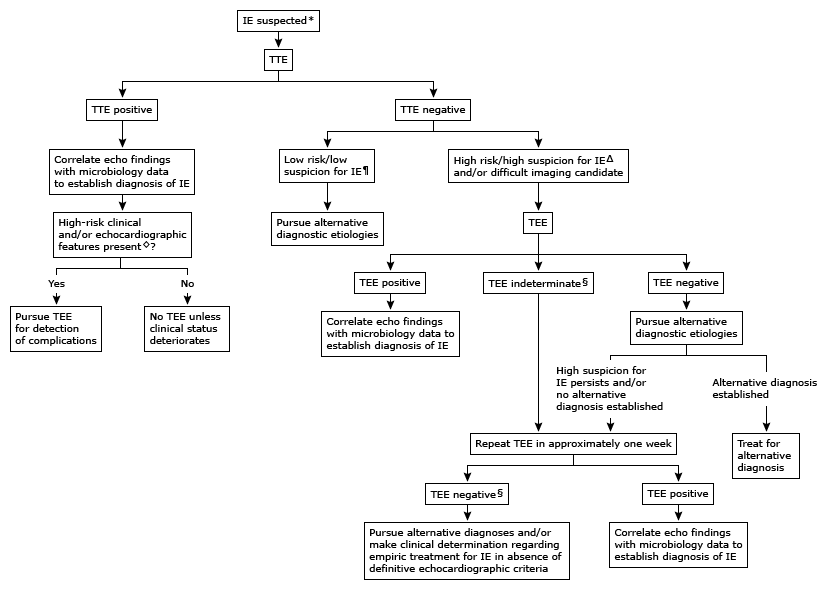 IE suspected*
TTE
TTE positive
TTE negative
Correlate echo findings
with microbiology data
to establish diagnosis of IE
Low risk/low
suspicion for IE¶
High risk/high suspicion for IEΔ
and/or difficult imaging candidate
High-risk clinical
and/or echocardiographic
features present◇?
Pursue alternative
diagnostic etiologies
TEE
Yes
No
TEE positive
TEE indeterminate§
TEE negative
Pursue TEE
for detection
of complications
No TEE unless
clinical status
deteriorates
Correlate echo findings
with microbiology data to
establish diagnosis of IE
Pursue alternative
diagnostic etiologies
High suspicion for
IE persists and/or
no alternative
diagnosis established
Alternative diagnosis
established
Repeat TEE in approximately one week
Treat for
alternative
diagnosis
TEE negative§
TEE positive
Pursue alternative diagnoses and/or
make clinical determination regarding
empiric treatment for IE in absence of
definitive echocardiographic criteria
Correlate echo findings
with microbiology data to
establish diagnosis of IE